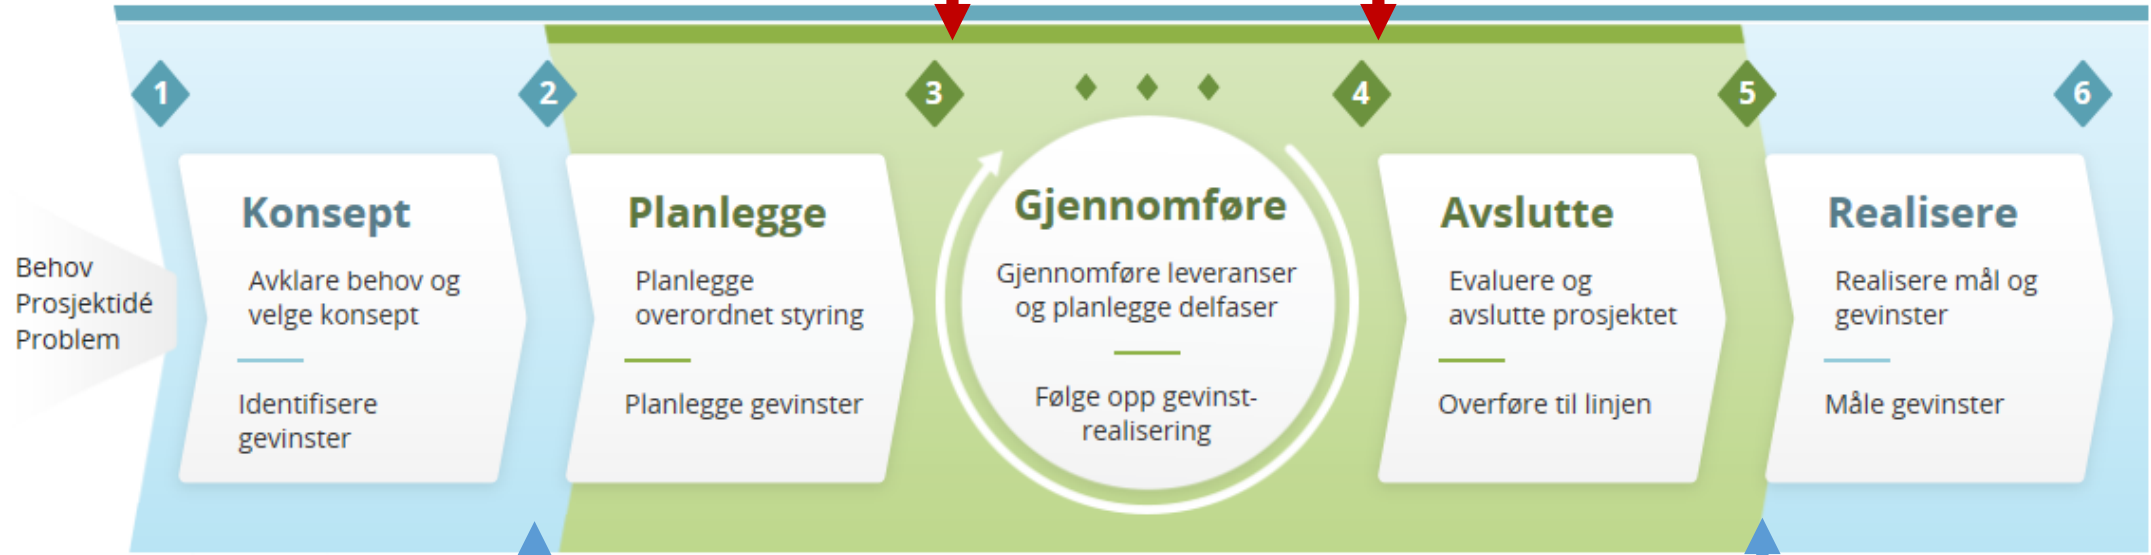 1
2
3
4
5
6
Behov
Prosjektidé
Problem
Konsept
Avklare behov og
velge konsept
Identifisere
gevinster
Planlegge
Planlegge
overordnet styring
Planlegge gevinster
Gjennomføre
Gjennomføre leveranser
og planlegge delfaser
Følge opp gevinst-
realisering
Avslutte
Evaluere og
avslutte prosjektet
Overføre til linjen
Realisere
Realisere mål og
gevinster
Måle gevinster